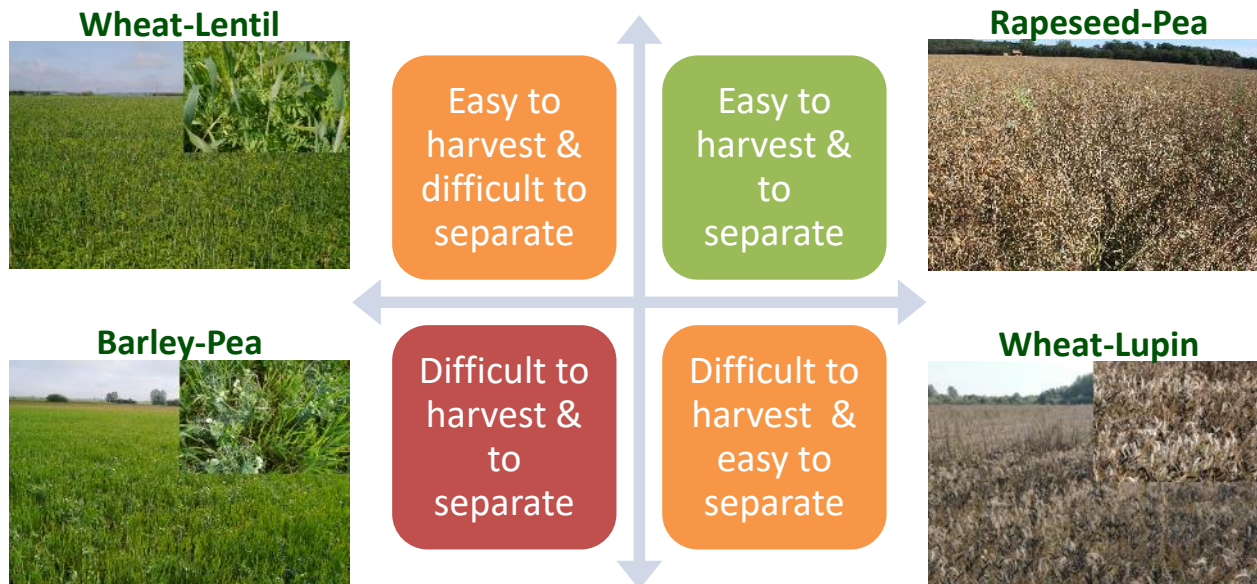 Wheat-Lentil
Easy to
harvest &
difficult to
separate
Easy to
harvest &
to
separate
Rapeseed-Pea
Barley-Pea
Difficult to
harvest &
to
separate
Difficult to
harvest &
easy to
separate
Wheat-Lupin